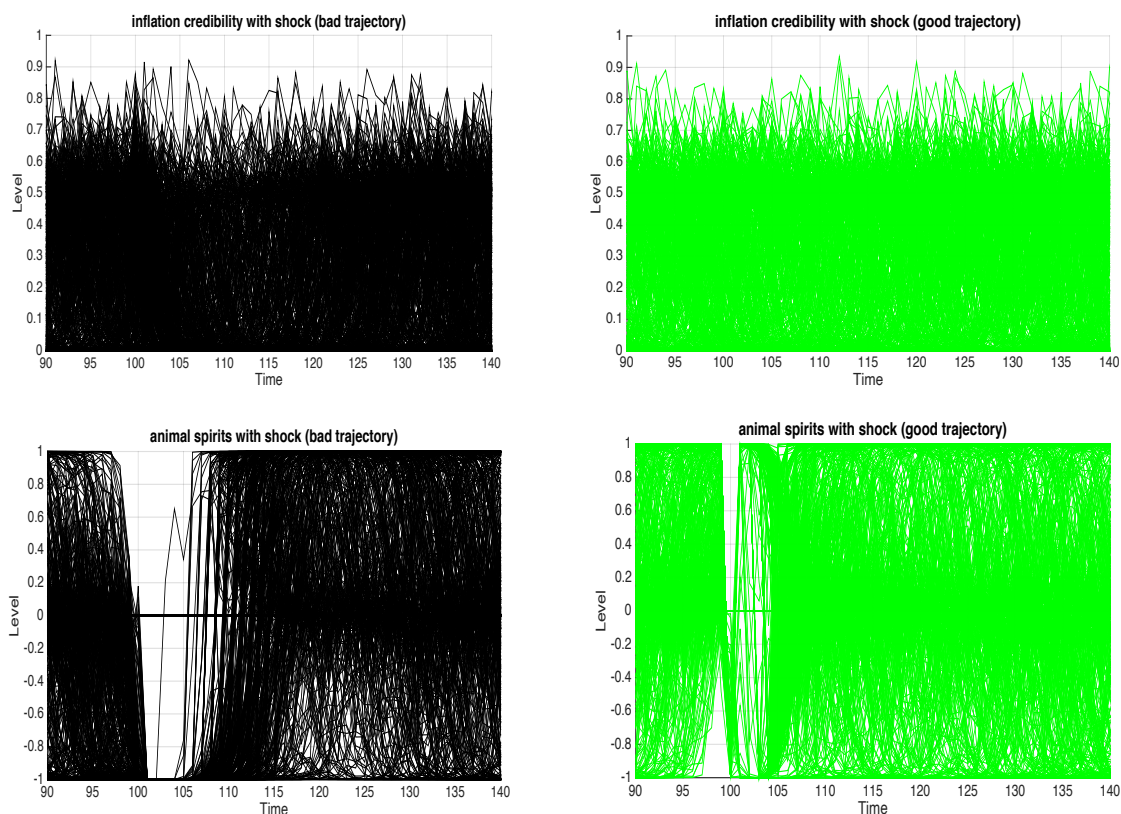 inflation credibility with shock (bad trajectory)
1
0.9
0.8
0.7
0.6
0.5
0.4
0.3
0.2
0.1
0
Level
90 95 100 105 110 115 120 125 130 135 140
Time
inflation credibility with shock (good trajectory)
1
0.9
0.8
0.7
0.6
0.5
0.4
0.3
0.2
0.1
0
Level
90 95 100 105 110 115 120 125 130 135 140
Time
animal spirits with shock (bad trajectory)
1
0.8
0.6
0.4
0.2
0
-0.2
-0.4
-0.6
-0.8
-1
Level
90 95 100 105 110 115 120 125 130 135 140
Time
animal spirits with shock (good trajectory)
1
0.8
0.6
0.4
0.2
0
-0.2
-0.4
-0.6
-0.8
-1
Level
90 95 100 105 110 115 120 125 130 135 140
Time